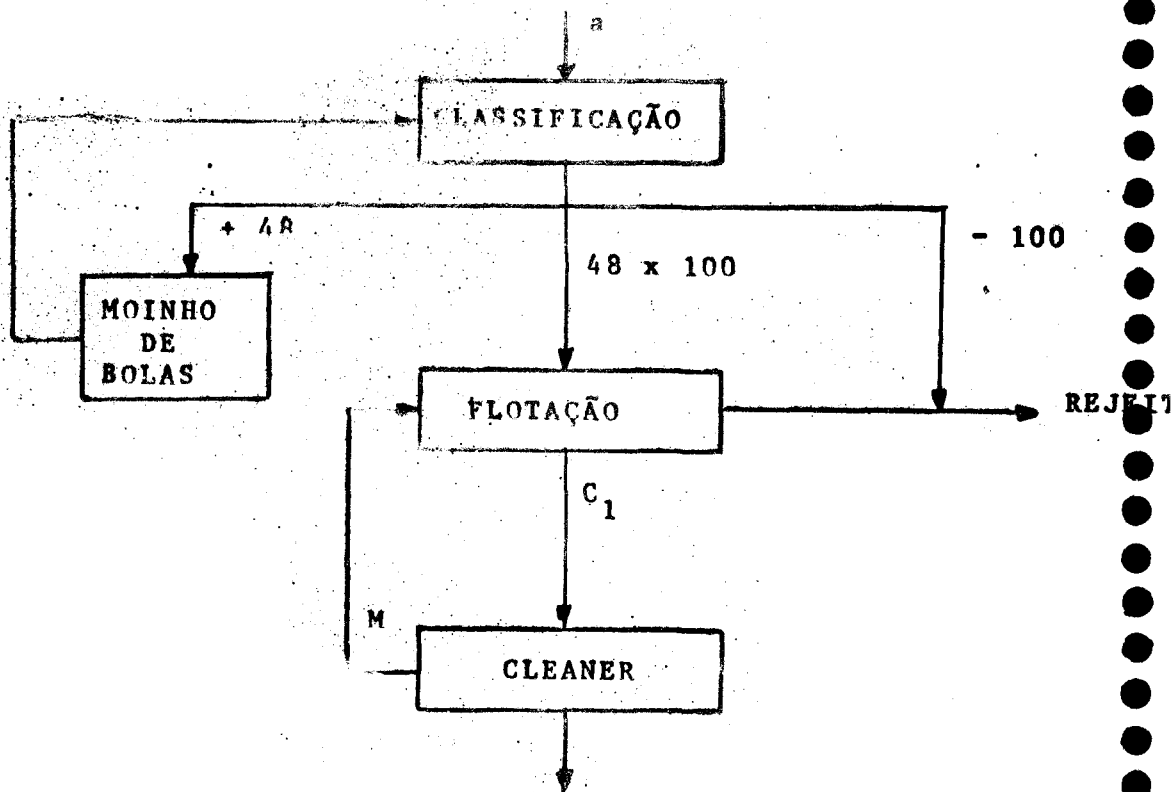 a
CLASSIFICAÇÃO
+ 48
- 100
48 x 100
MOINHO
DE
BOLAS
FLOTAÇÃO
REJEIT
C1
M
CLEANER